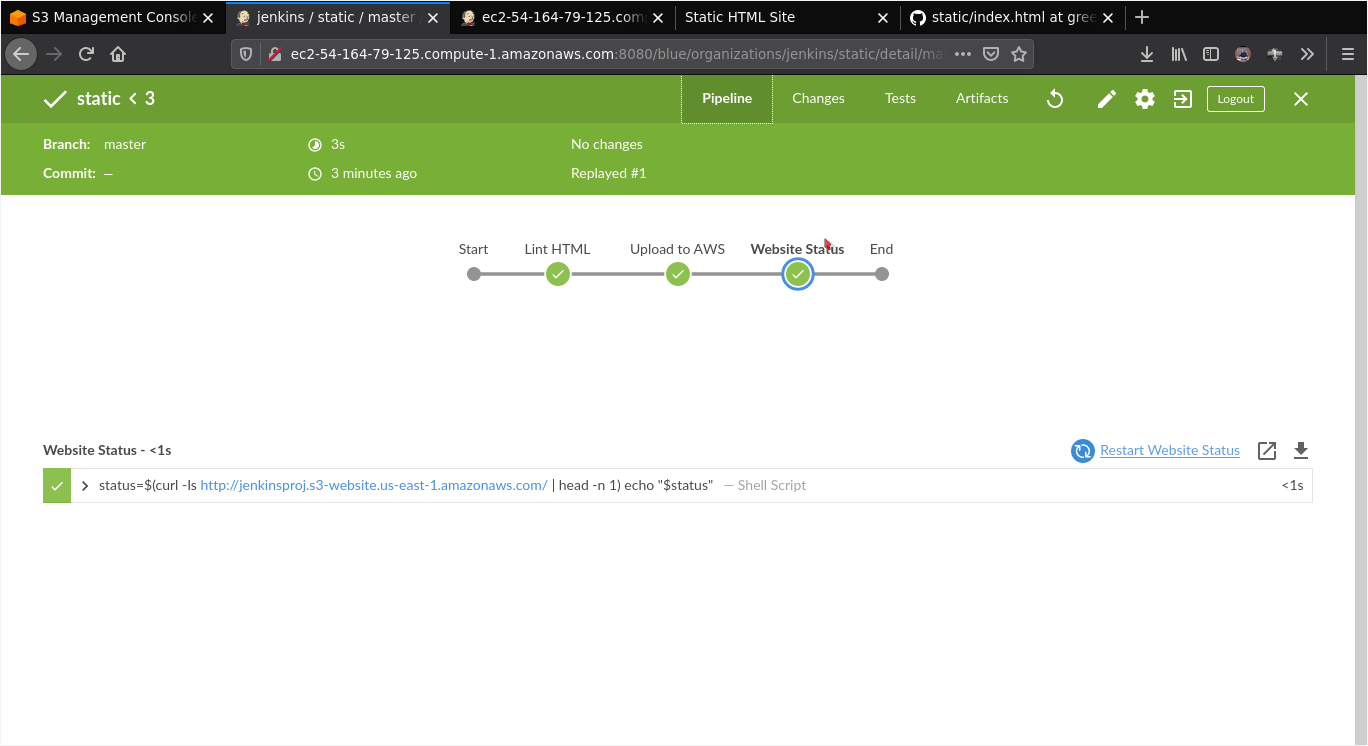 S3 Management Console
jenkins / static / master
ec2-54-164-79-125.com
Static HTML Site
static/index.html at gree
ec2-54-164-79-125.compute-1.amazonaws.com:8080/blue/organizations/jenkins/static/detail/ma
static < 3
Pipeline
Changes
Tests
Artifacts
Logout
Branch: master
3s
No changes
Commit: —
3 minutes ago
Replayed #1
Start
Lint HTML
Upload to AWS
Website Status
End
Website Status - <1s
Restart Website Status
status=$(curl -Is http://jenkinsproj.s3-website.us-east-1.amazonaws.com/ | head -n 1) echo "$status" — Shell Script
<1s